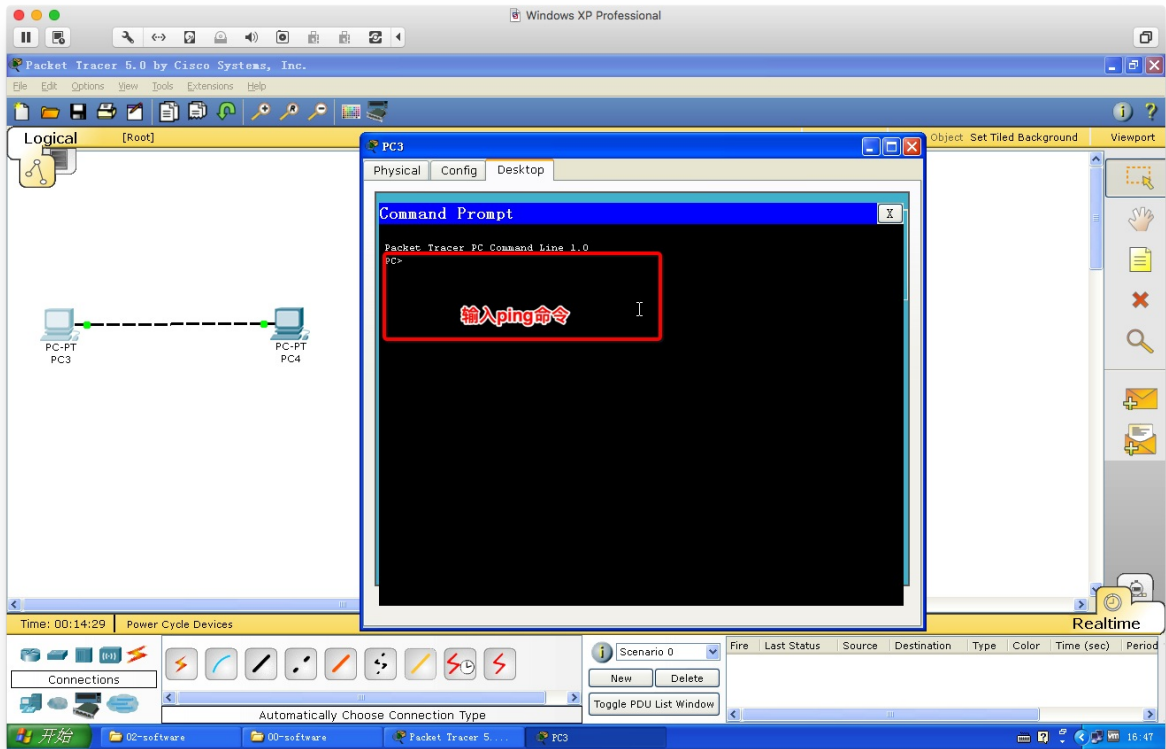 Windows XP Professional
Packet Tracer 5.0 by Cisco Systems, Inc.
File Edit Options View Tools Extensions Help
Logical [Root] Object Set Tiled Background Viewport
PC3
Physical Config Desktop
Command Prompt X
Packet Tracer PC Command Line 1.0
PC>
输入ping命令
PC-PT
PC3
PC-PT
PC4
Time: 00:14:29 Power Cycle Devices Realtime
Connections
Automatically Choose Connection Type
Scenario 0
New Delete
Toggle PDU List Window
Fire Last Status Source Destination Type Color Time (sec) Period
开始 02-software 00-software Packet Tracer 5.... PC3 16:47